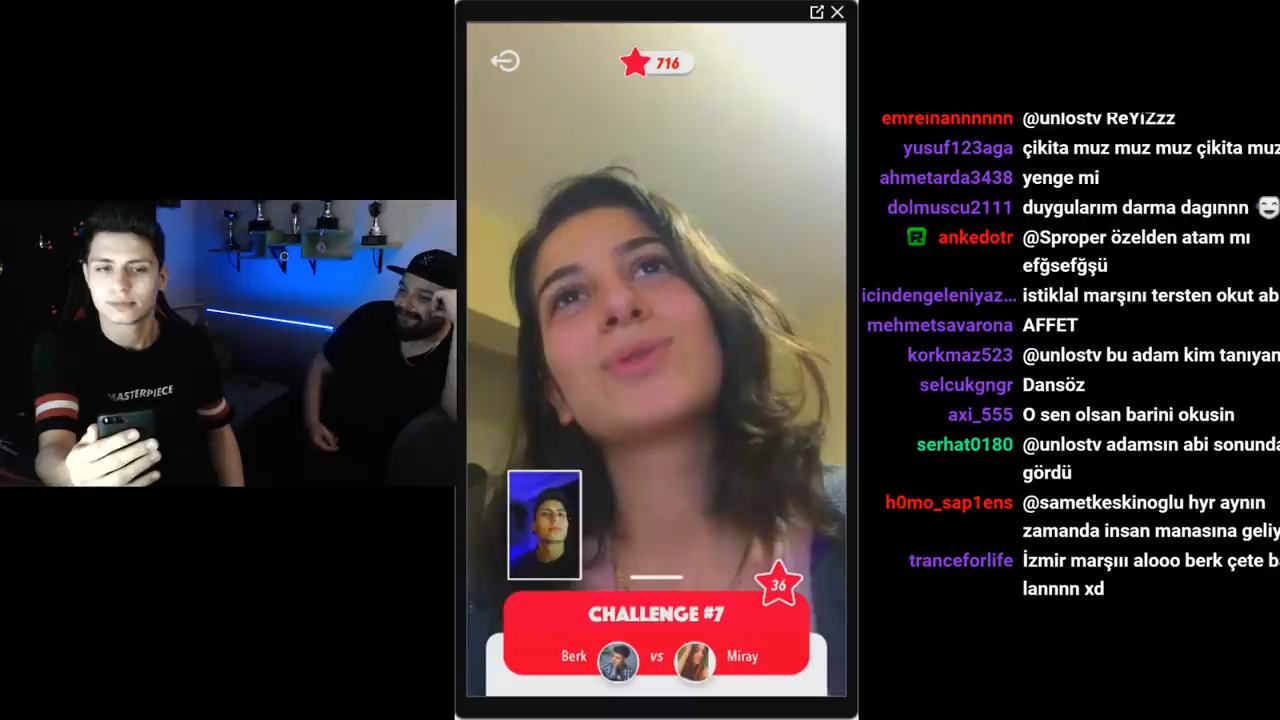 716
MASTERPIECE
36
CHALLENGE #7
Berk vs Miray
emreinannnnnn @unlostv ReYiZzz
yusuf123aga çikita muz muz muz çikita muz
ahmetarda3438 yenge mi
dolmuscu2111 duygularım darma dagınnn
ankedotr @Sproper özelden atam mı
efğsefğşü
icindengeleniyaz... istiklal marşını tersten okut ab
mehmetsavarona AFFET
korkmaz523 @unlostv bu adam kim tanıyan
selcukgngr Dansöz
axi_555 O sen olsan barini okusin
serhat0180 @unlostv adamsın abi sonunda
gördü
h0mo_sap1ens @sametkeskinoglu hyr aynın
zamanda insan manasına geliy
tranceforlife İzmir marşııı alooo berk çete ba
lannnn xd